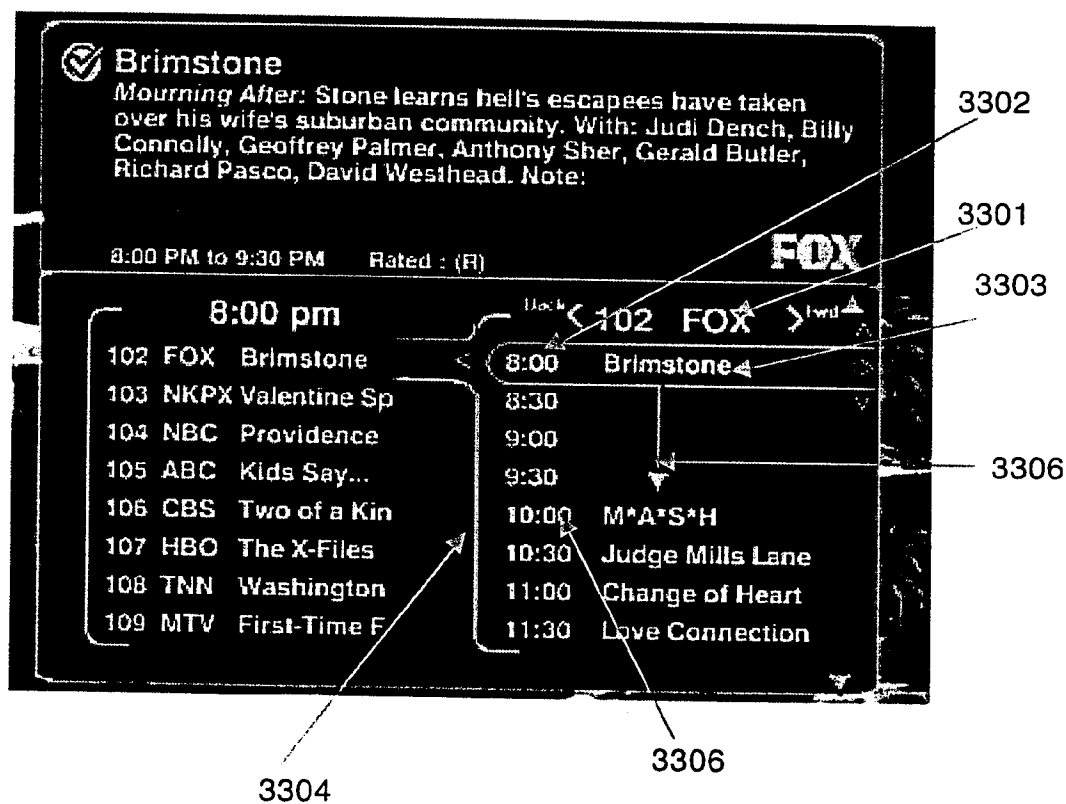 Brimstone
Mourning After: Stone learns hell's escapees have taken
over his wife's suburban community. With: Judi Dench, Billy
Connolly, Geoffrey Palmer, Anthony Sher, Gerald Butler,
Richard Pasco, David Westhead. Note:
8:00 PM to 9:30 PM Rated : (R)
FOX
3302
3301
3303
8:00 pm
Back < 102 FOX > Fwd
102 FOX Brimstone
8:00 Brimstone
103 NKPX Valentine Sp
8:30
104 NBC Providence
9:00
105 ABC Kids Say...
9:30
3306
106 CBS Two of a Kin
10:00 M*A*S*H
107 HBO The X-Files
10:30 Judge Mills Lane
108 TNN Washington
11:00 Change of Heart
109 MTV First-Time F
11:30 Love Connection
3304
3306